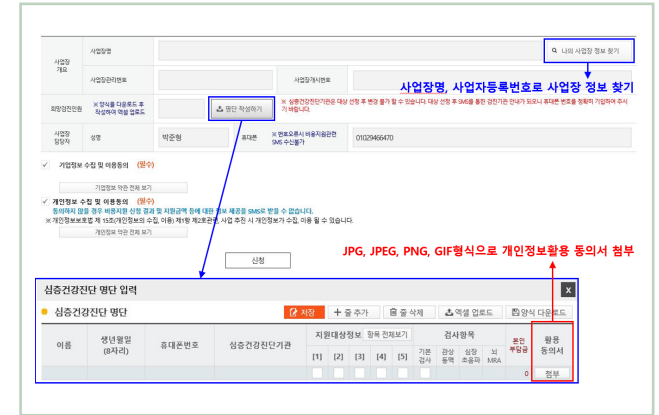 사업장
개요
사업장명
나의 사업장 정보 찾기
사업장관리번호
사업장개시번호
사업장명, 사업자등록번호로 사업장 정보 찾기
희망검진인원
※ 양식을 다운로드 후
작성하여 엑셀 업로드
명단 작성하기
※ 심층건강진단기관은 대상 선정 후 변경 불가 할 수 있습니다. 대상 선정 후 SMS를 통한 검진기관 안내가 되오니 휴대폰 번호를 정확히 기입하여 주시
기 바랍니다.
사업장
담당자
성명
박준형
휴대폰
※ 번호오류시 비용지원관련
SMS 수신불가
01029466470
기업정보 수집 및 이용동의 (필수)
기업정보 약관 전체 보기
개인정보 수집 및 이용동의 (필수)
동의하지 않을 경우 비용지원 신청 결과 및 지원금액 등에 대한 정보 제공을 SMS로 받을 수 없습니다.
※ 개인정보보호법 제 15조(개인정보의 수집, 이용) 제1항 제2호관련, 사업 추진 시 개인정보가 수집, 이용 될 수 있습니다.
개인정보 약관 전체 보기
신청
JPG, JPEG, PNG, GIF형식으로 개인정보활용 동의서 첨부
심층건강진단 명단 입력
X
심층건강진단
저장
줄 추가
줄 삭제
엑셀 업로드
양식 다운로드
이름
생년월일
(8자리)
휴대폰번호
심층건강진단기관
지원대상정보 항목 전체보기
[1] [2] [3] [4] [5]
검사항목
기본
검사
관상
동맥
심장
초음파
뇌
MRA
본인
부담금
활용
동의서
0
첨부